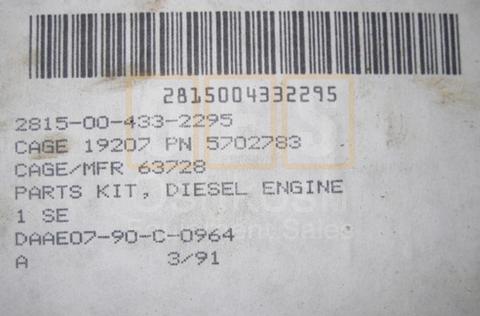 2815004332295
2815-00-433-2295
CAGE 19207 PN 5702783
CAGE/MFR 63728
PARTS KIT, DIESEL ENGINE
1 SE
DAAE07-90-C-0964
A 3/91